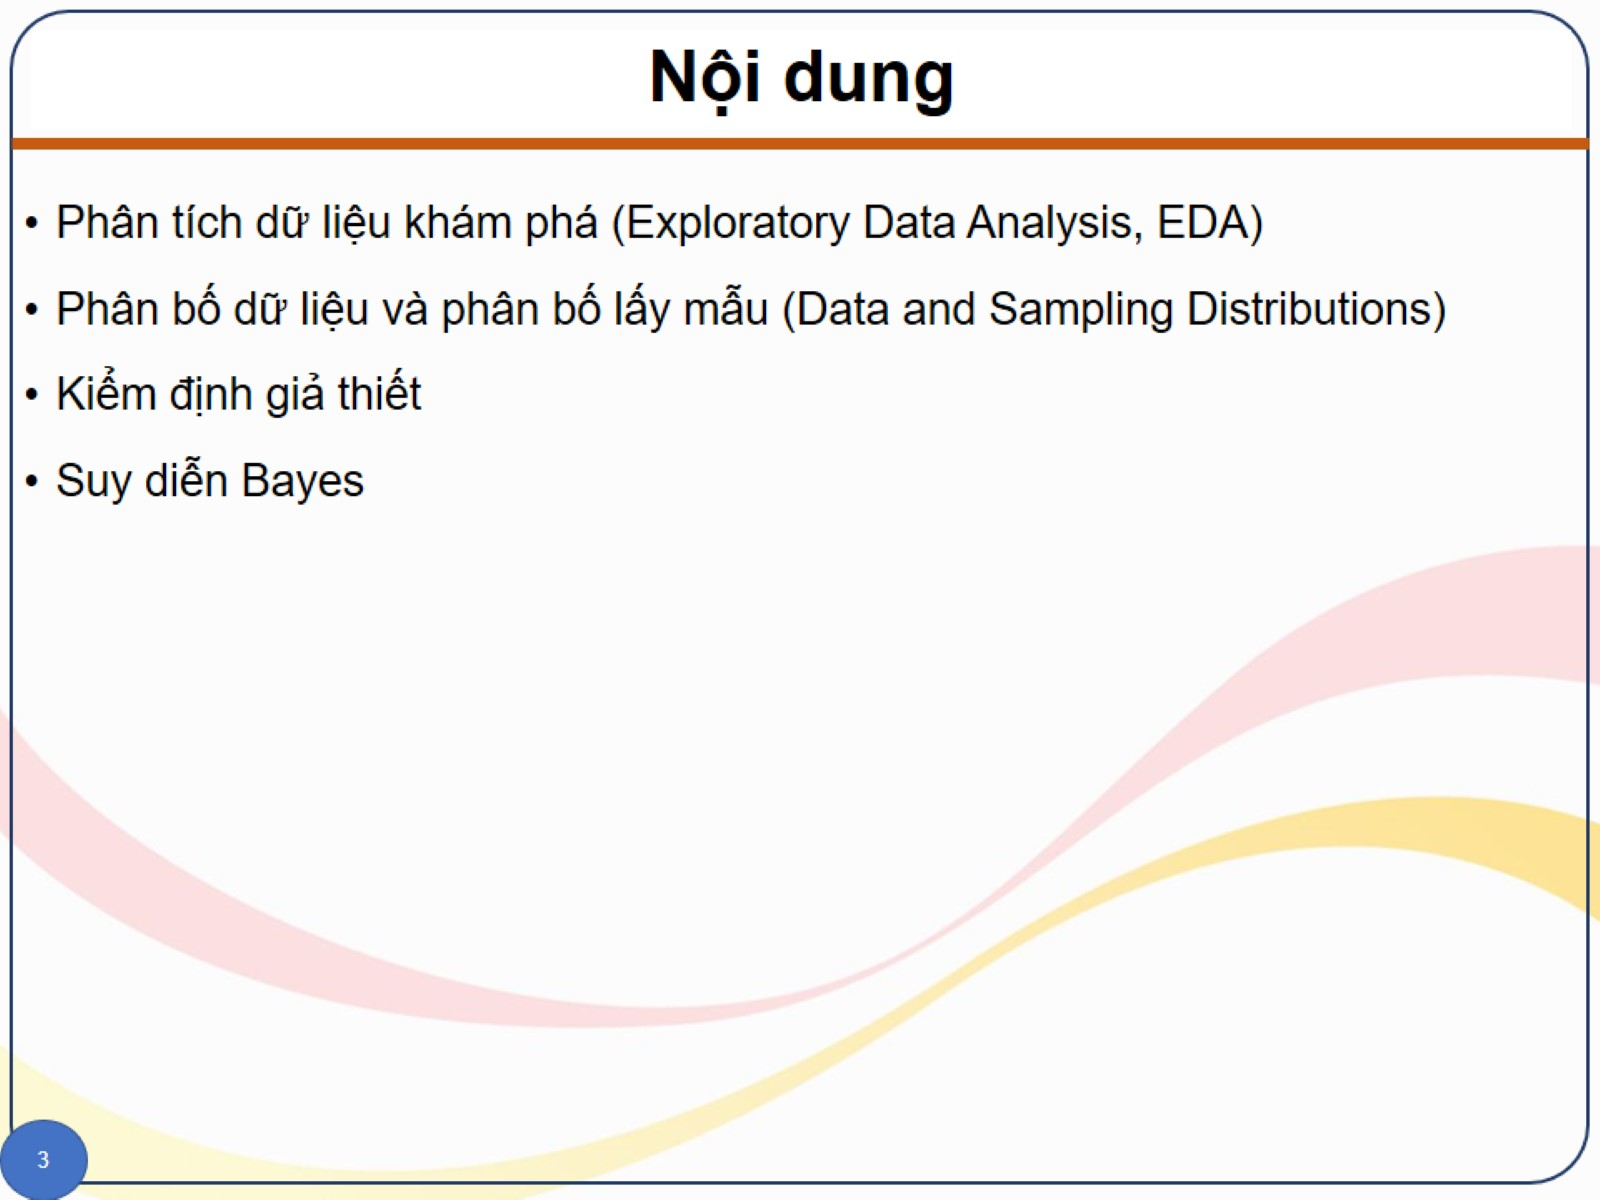 Nội dung
• Phân tích dữ liệu khám phá (Exploratory Data Analysis, EDA)
• Phân bố dữ liệu và phân bố lấy mẫu (Data and Sampling Distributions)
• Kiểm định giả thiết
• Suy diễn Bayes
3